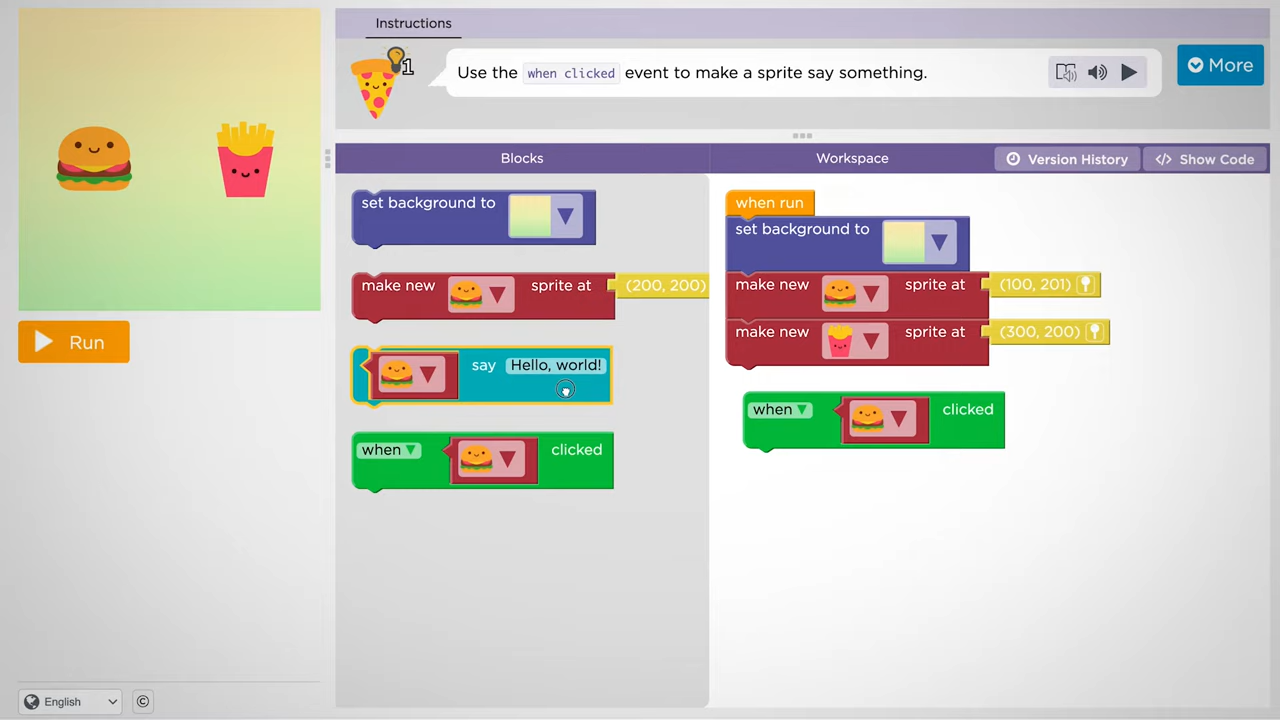 Instructions
1
Use the when clicked event to make a sprite say something.
More
Blocks
Workspace
Version History
</> Show Code
set background to
make new sprite at (200, 200)
say Hello, world!
when clicked
when run
set background to
make new sprite at (100, 201)
make new sprite at (300, 200)
when clicked
Run
English
©